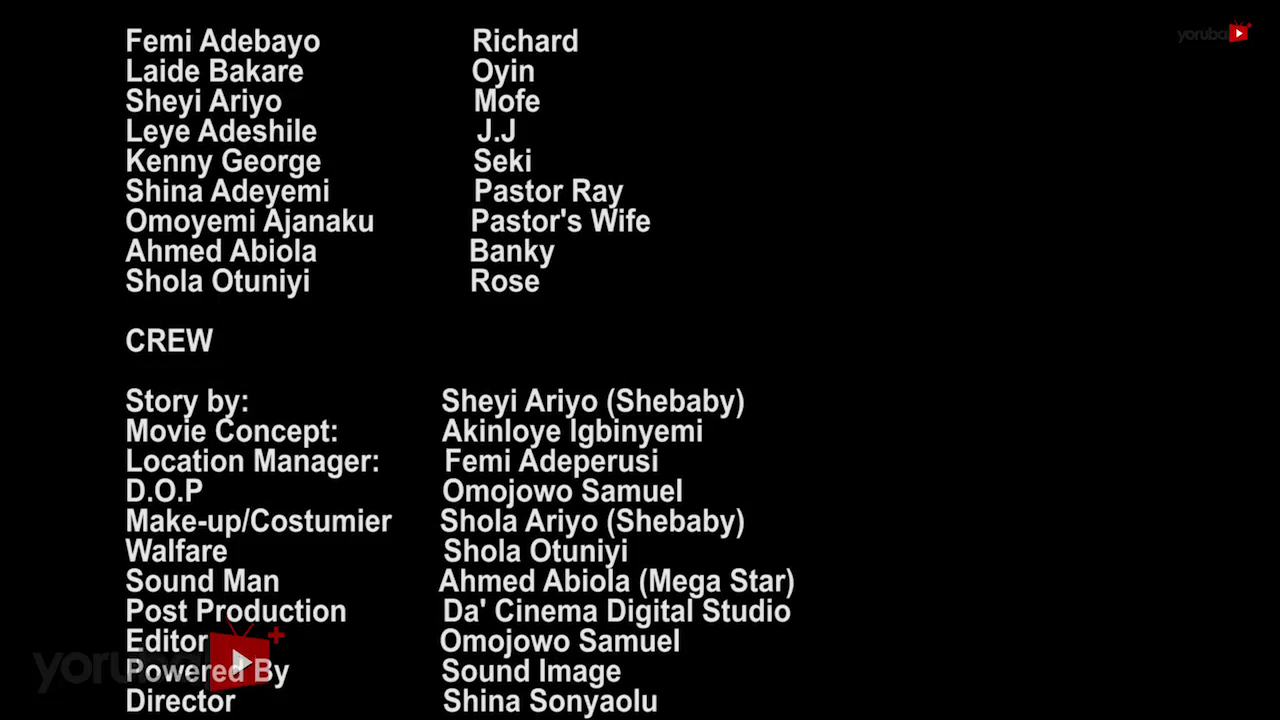 yoruba
Femi Adebayo Richard
Laide Bakare Oyin
Sheyi Ariyo Mofe
Leye Adeshile J.J
Kenny George Seki
Shina Adeyemi Pastor Ray
Omoyemi Ajanaku Pastor's Wife
Ahmed Abiola Banky
Shola Otuniyi Rose
CREW
Story by: Sheyi Ariyo (Shebaby)
Movie Concept: Akinloye Igbinyemi
Location Manager: Femi Adeperusi
D.O.P Omojowo Samuel
Make-up/Costumier Shola Ariyo (Shebaby)
Walfare Shola Otuniyi
Sound Man Ahmed Abiola (Mega Star)
Post Production Da' Cinema Digital Studio
Editor Omojowo Samuel
yoruba
Powered By Sound Image
Director Shina Sonyaolu